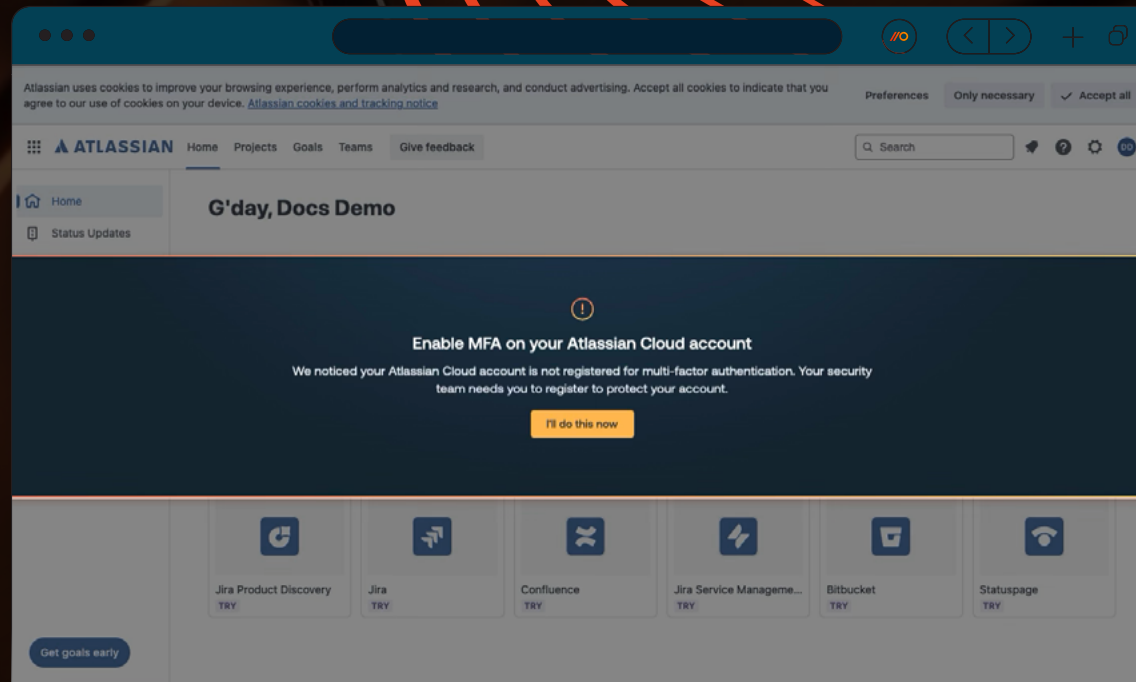 Atlassian uses cookies to improve your browsing experience, perform analytics and research, and conduct advertising. Accept all cookies to indicate that you
agree to our use of cookies on your device. Atlassian cookies and tracking notice
Preferences
Only necessary
Accept all
ATLASSIAN
Home
Projects
Goals
Teams
Give feedback
Search
DD
Home
G'day, Docs Demo
Status Updates
Enable MFA on your Atlassian Cloud account
We noticed your Atlassian Cloud account is not registered for multi-factor authentication. Your security
team needs you to register to protect your account.
I'll do this now
Jira Product Discovery
TRY
Jira
TRY
Confluence
TRY
Jira Service Manageme...
TRY
Bitbucket
TRY
Statuspage
TRY
Get goals early